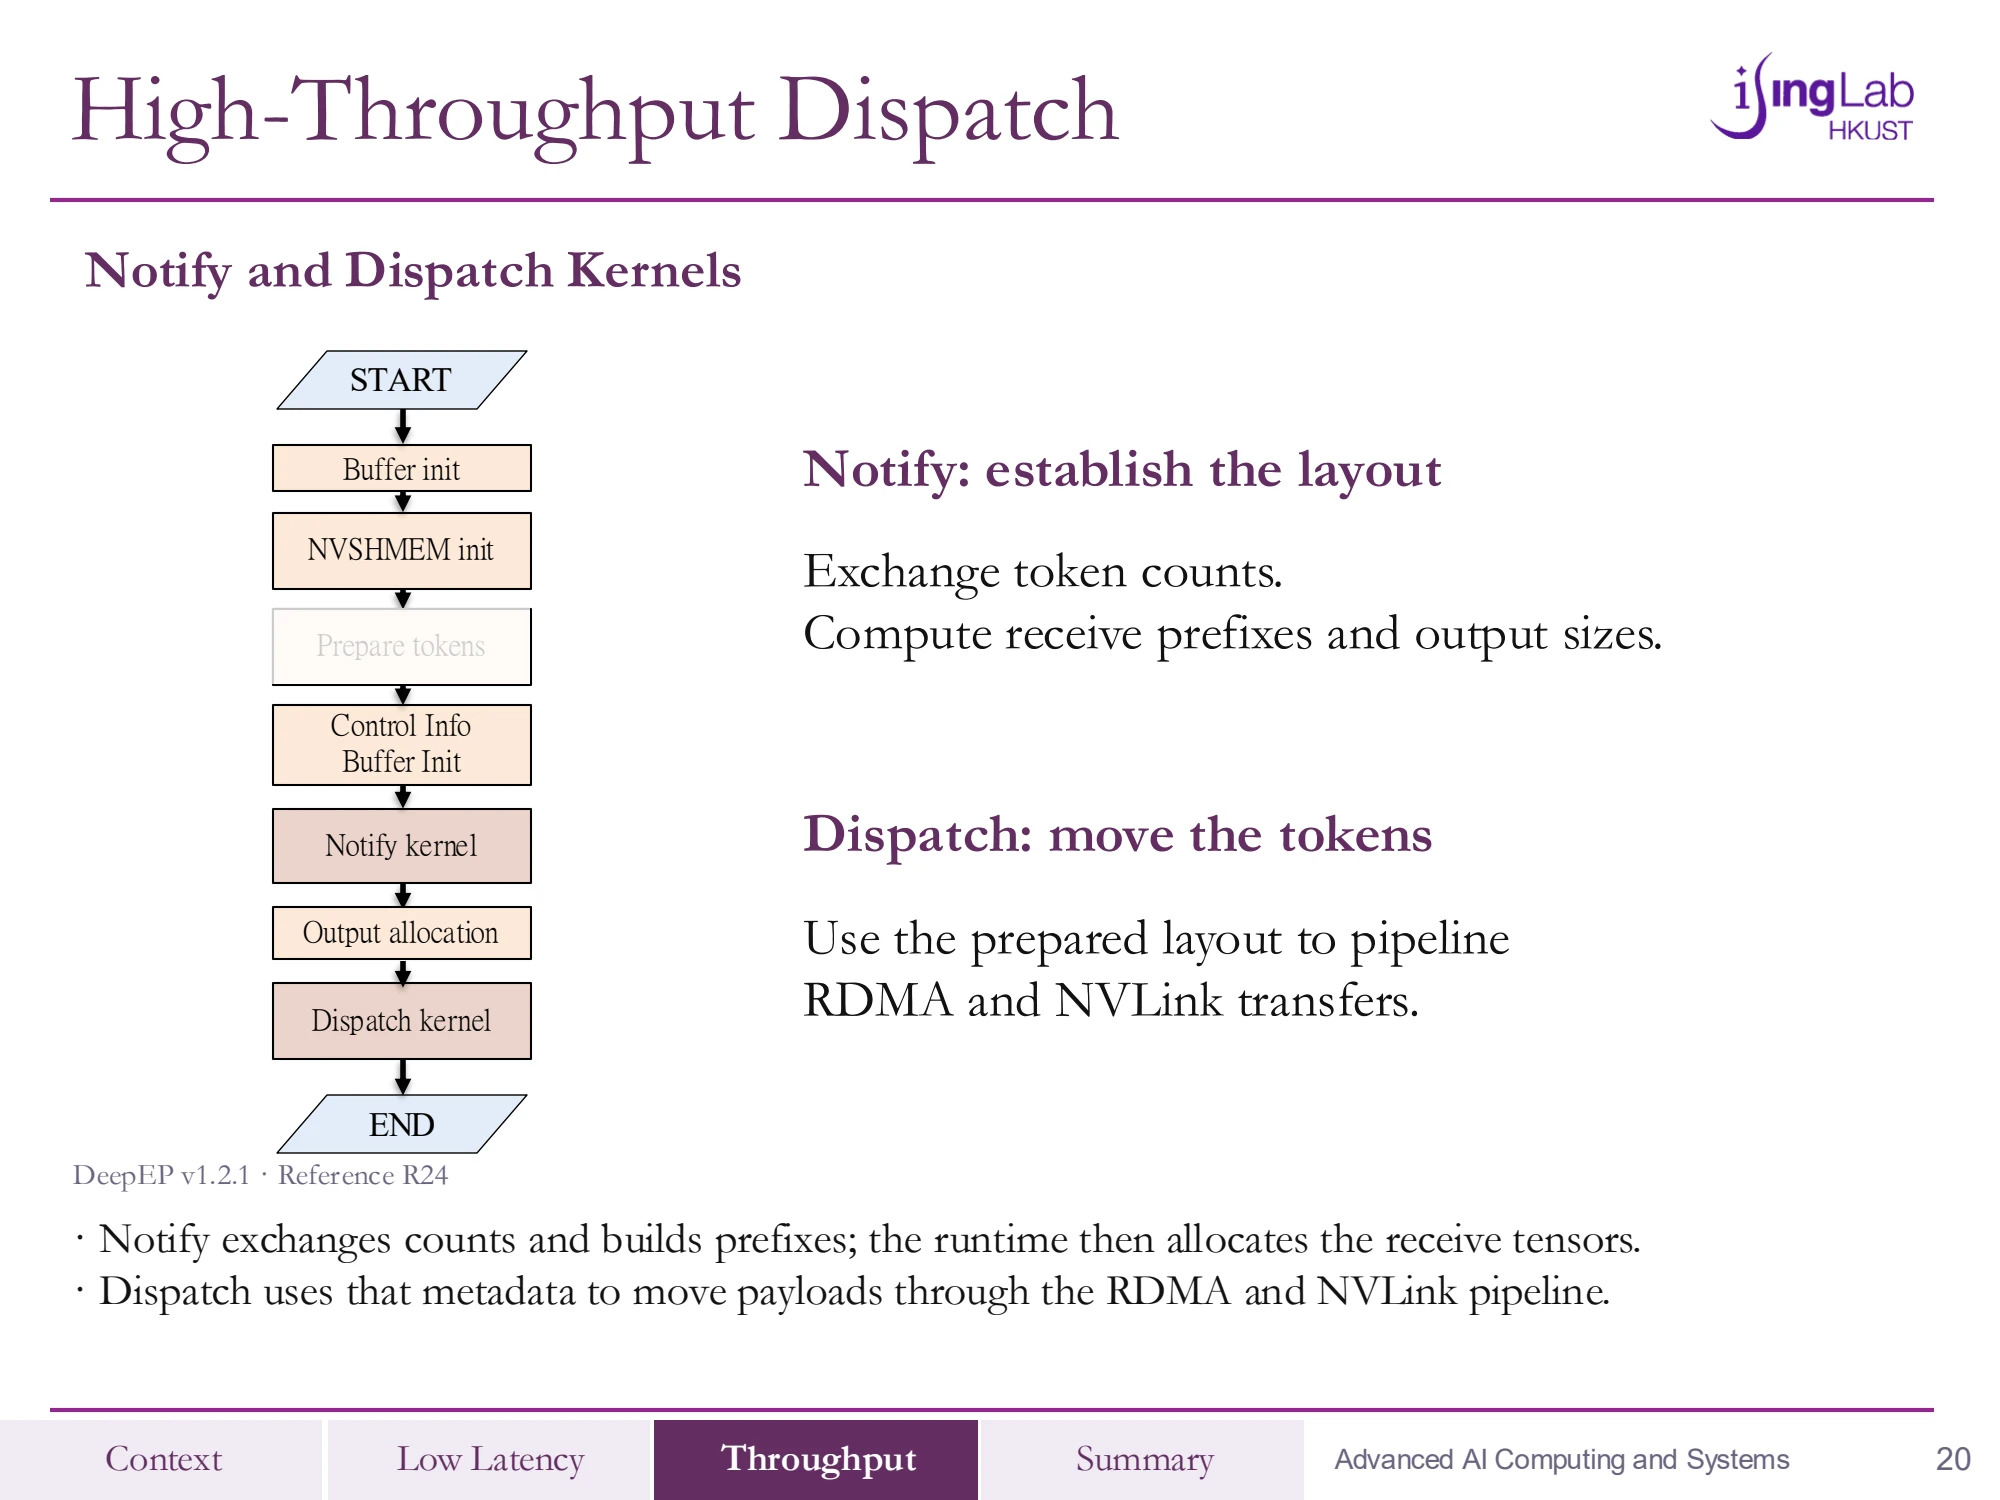 High-Throughput Dispatch
isingLab
HKUST
Notify and Dispatch Kernels
START
Buffer init
NVSHMEM init
Prepare tokens
Control Info
Buffer Init
Notify kernel
Output allocation
Dispatch kernel
END
Notify: establish the layout
Exchange token counts.
Compute receive prefixes and output sizes.
Dispatch: move the tokens
Use the prepared layout to pipeline
RDMA and NVLink transfers.
DeepEP v1.2.1 · Reference R24
· Notify exchanges counts and builds prefixes; the runtime then allocates the receive tensors.
· Dispatch uses that metadata to move payloads through the RDMA and NVLink pipeline.
Context
Low Latency
Throughput
Summary
Advanced AI Computing and Systems
20